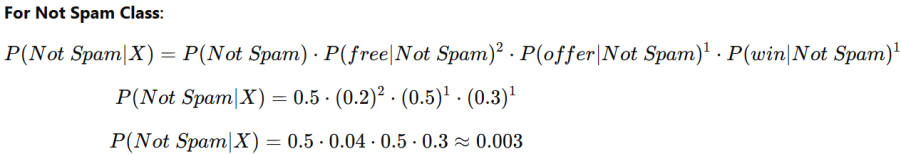 For Not Spam Class:
P(Not Spam|X) = P(Not Spam) · P(free|Not Spam)² · P(offer|Not Spam)¹ · P(win|Not Spam)¹
P(Not Spam|X) = 0.5 · (0.2)² · (0.5)¹ · (0.3)¹
P(Not Spam|X) = 0.5 · 0.04 · 0.5 · 0.3 ≈ 0.003